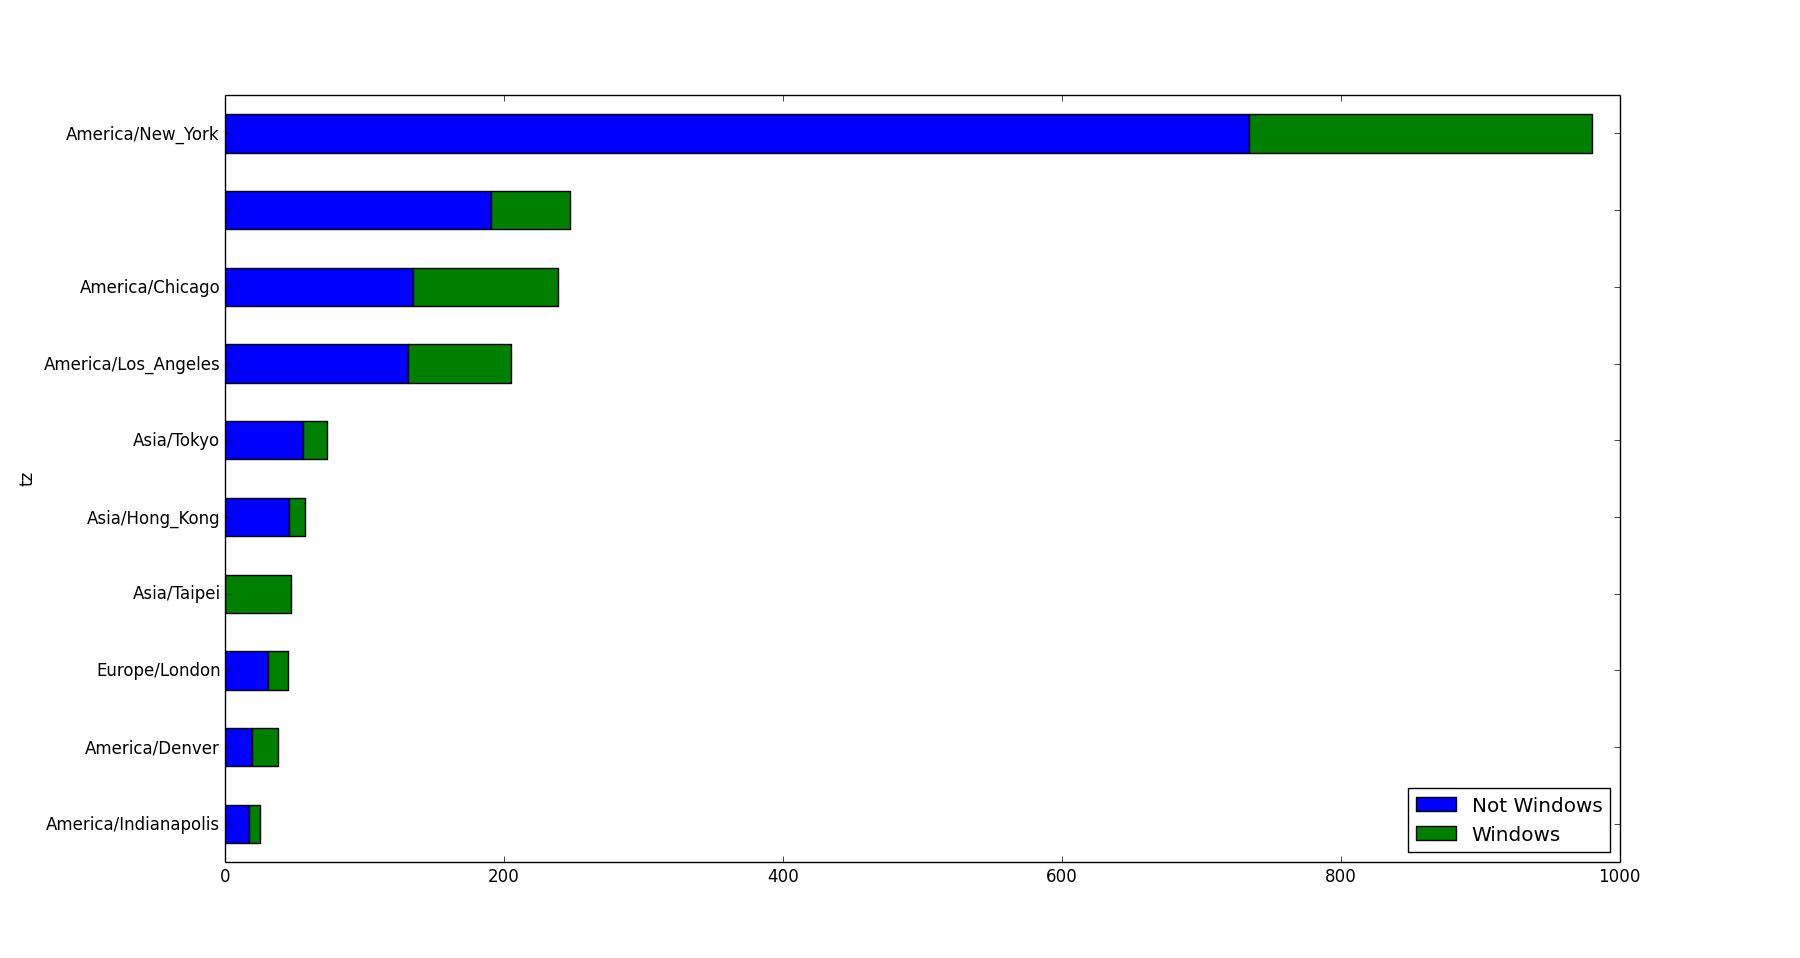 America/New_York
America/Chicago
America/Los_Angeles
Asia/Tokyo
tz
Asia/Hong_Kong
Asia/Taipei
Europe/London
America/Denver
America/Indianapolis
Not Windows
Windows
0 200 400 600 800 1000